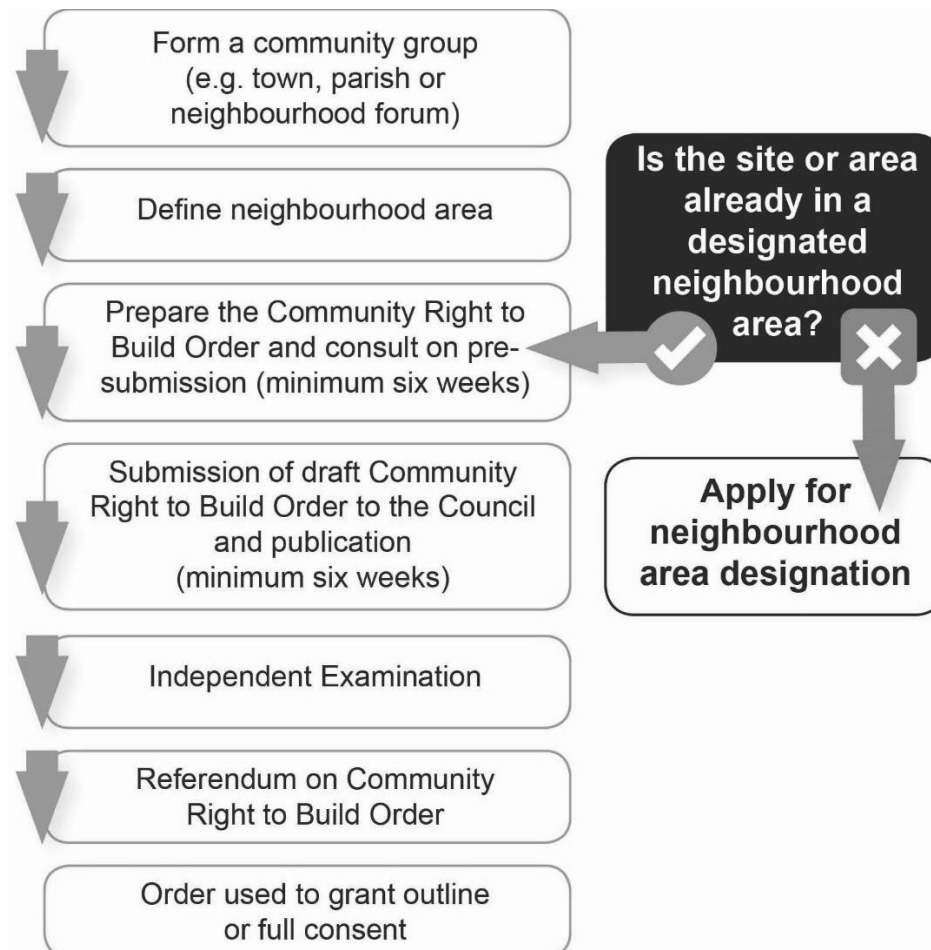 Form a community group
(e.g. town, parish or
neighbourhood forum)
Define neighbourhood area
Prepare the Community Right to
Build Order and consult on pre-
submission (minimum six weeks)
Submission of draft Community
Right to Build Order to the Council
and publication
(minimum six weeks)
Independent Examination
Referendum on Community
Right to Build Order
Order used to grant outline
or full consent
Is the site or area
already in a
designated
neighbourhood
area?
Apply for
neighbourhood
area designation